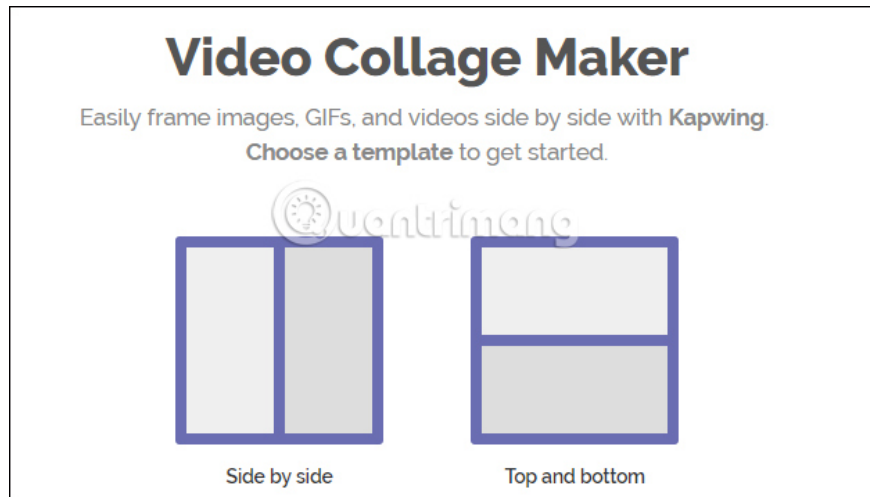 Video Collage Maker
Easily frame images, GIFs, and videos side by side with Kapwing.
Choose a template to get started.
Quantrimang
Side by side
Top and bottom